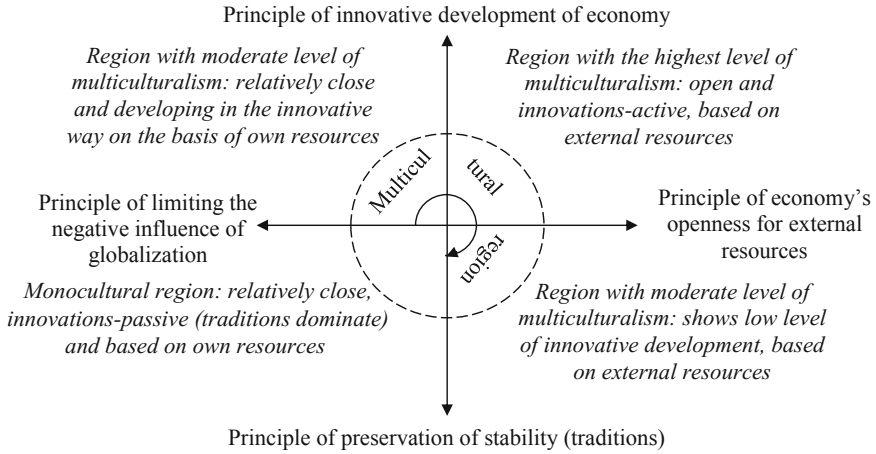 Principle of innovative development of economy
Region with moderate level of
multiculturalism: relatively close
and developing in the innovative
way on the basis of own resources
Region with the highest level of
multiculturalism: open and
innovations-active, based on
external resources
Multicul
tural
region
Principle of limiting the
negative influence of
globalization
Principle of economy’s
openness for external
resources
Monocultural region: relatively close,
innovations-passive (traditions dominate)
and based on own resources
Region with moderate level of
multiculturalism: shows low level
of innovative development, based
on external resources
Principle of preservation of stability (traditions)